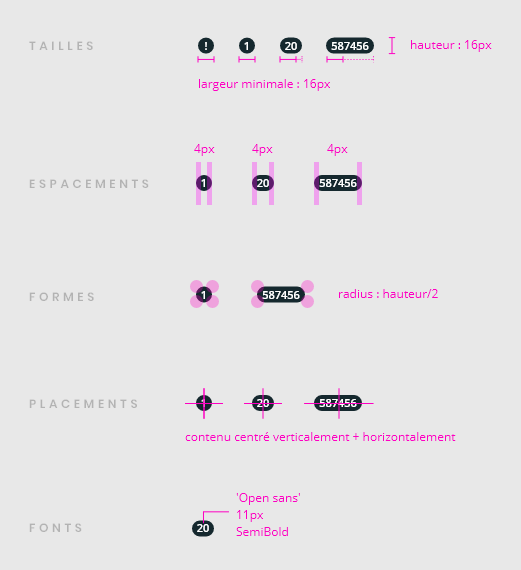 TAILLES
! 1 20 587456
hauteur : 16px
largeur minimale : 16px
4px 4px 4px
ESPACEMENTS
1 20 587456
FORMES
1 587456
radius : hauteur/2
PLACEMENTS
1 20 587456
contenu centré verticalement + horizontalement
'Open sans'
11px
FONTS
20
SemiBold